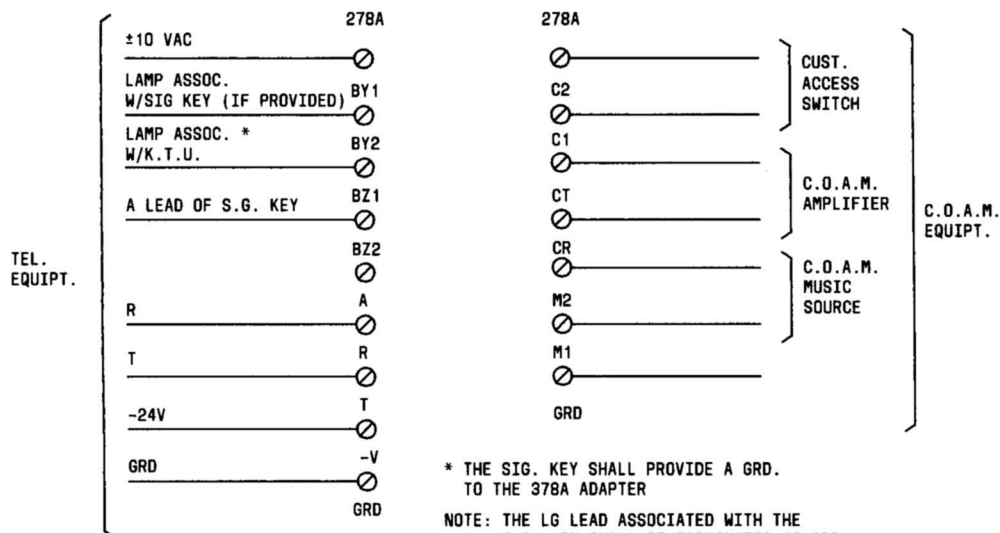 278A
±10 VAC
LAMP ASSOC.
W/SIG KEY (IF PROVIDED)
BY1
LAMP ASSOC. *
W/K.T.U.
BY2
A LEAD OF S.G. KEY
BZ1
BZ2
TEL.
EQUIPT.
A
R
R
T
T
-24V
-V
GRD
GRD
278A
C2
C1
CT
CR
M2
M1
GRD
CUST.
ACCESS
SWITCH
C.O.A.M.
AMPLIFIER
C.O.A.M.
MUSIC
SOURCE
C.O.A.M.
EQUIPT.
* THE SIG. KEY SHALL PROVIDE A GRD.
TO THE 378A ADAPTER
NOTE: THE LG LEAD ASSOCIATED WITH THE